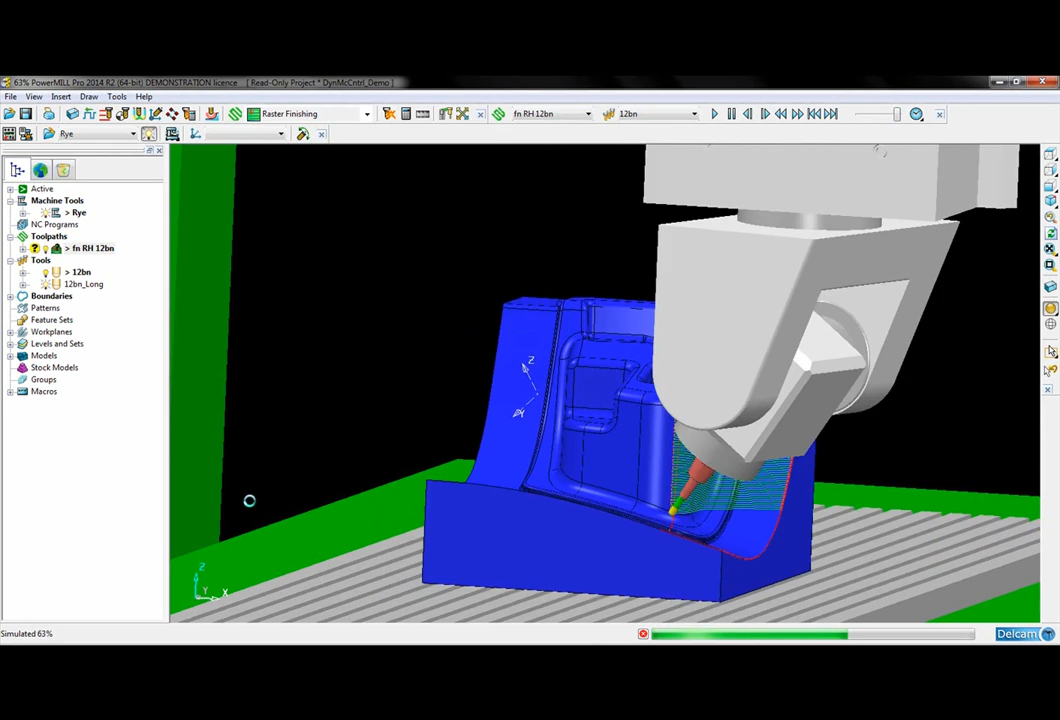 63% PowerMILL Pro 2014 R2 (64-bit) DEMONSTRATION licence [ Read-Only Project * DynMcCntrl_Demo ]
File View Insert Draw Tools Help
Raster Finishing fn RH 12bn 12bn
Rye
Active
Machine Tools
> Rye
NC Programs
Toolpaths
> fn RH 12bn
Tools
> 12bn
12bn_Long
Boundaries
Patterns
Feature Sets
Workplanes
Levels and Sets
Models
Stock Models
Groups
Macros
Z
Y
Z
Y X
Simulated 63%
Delcam